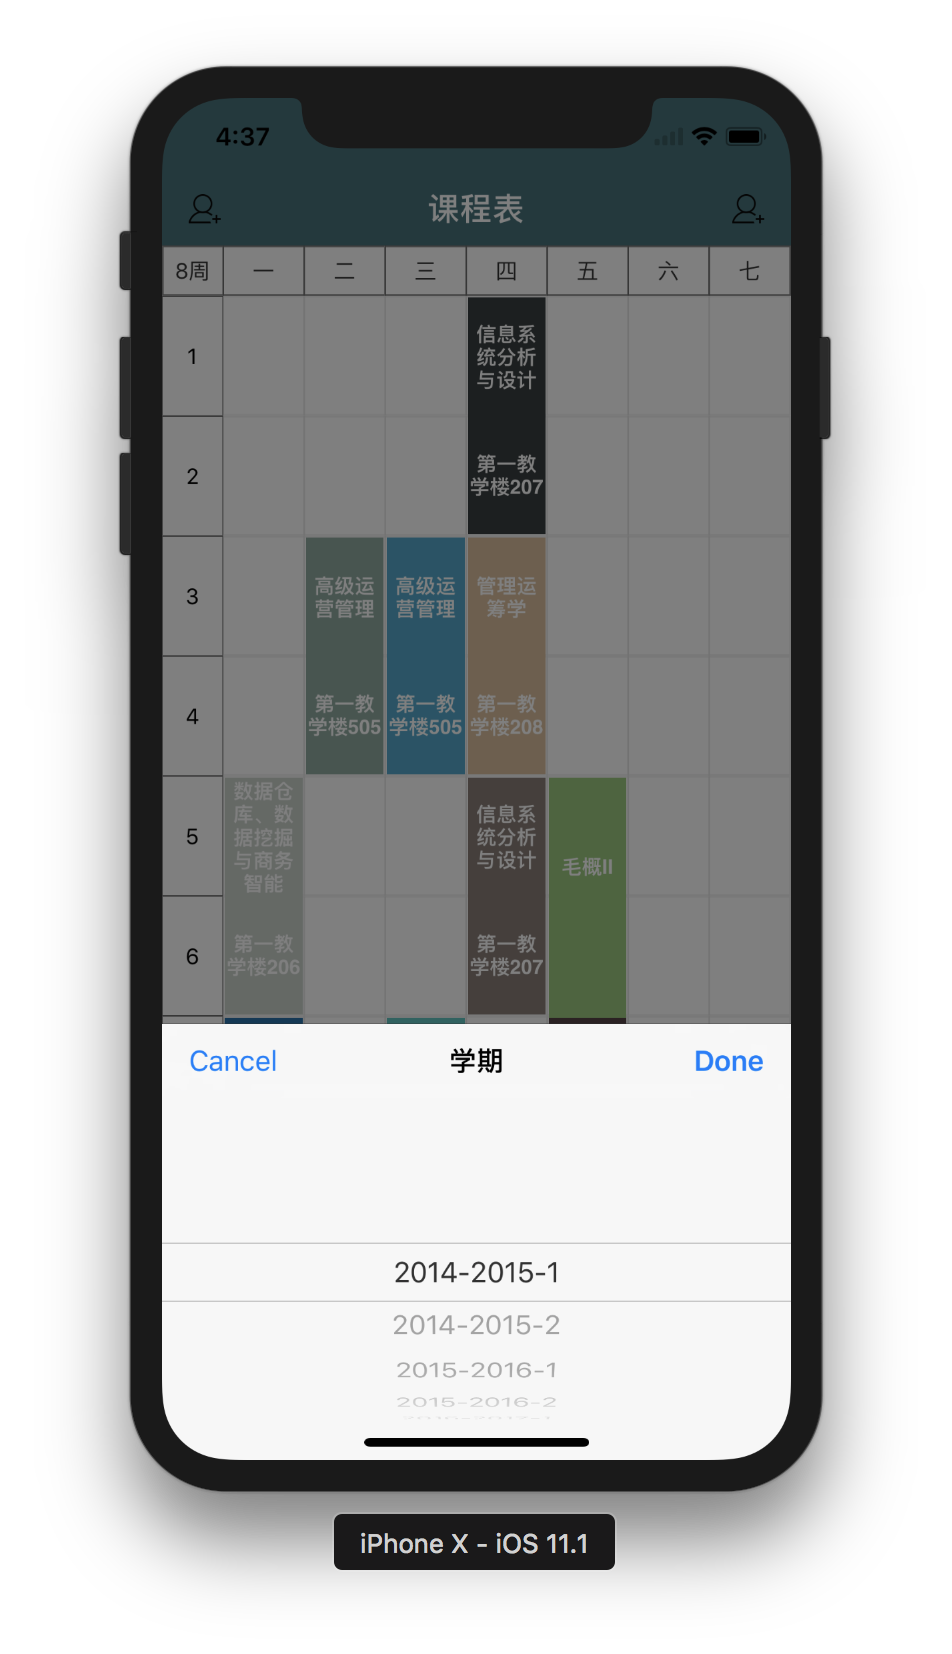 4:37
课程表
8周 一 二 三 四 五 六 七
1
信息系
统分析
与设计
2
第一教
学楼207
3
高级运
营管理
高级运
营管理
管理运
筹学
4
第一教
学楼505
第一教
学楼505
第一教
学楼208
5
数据仓
库、数
据挖掘
与商务
智能
信息系
统分析
与设计
毛概II
6
第一教
学楼206
第一教
学楼207
Cancel 学期 Done
2014-2015-1
2014-2015-2
2015-2016-1
2015-2016-2
iPhone X - iOS 11.1